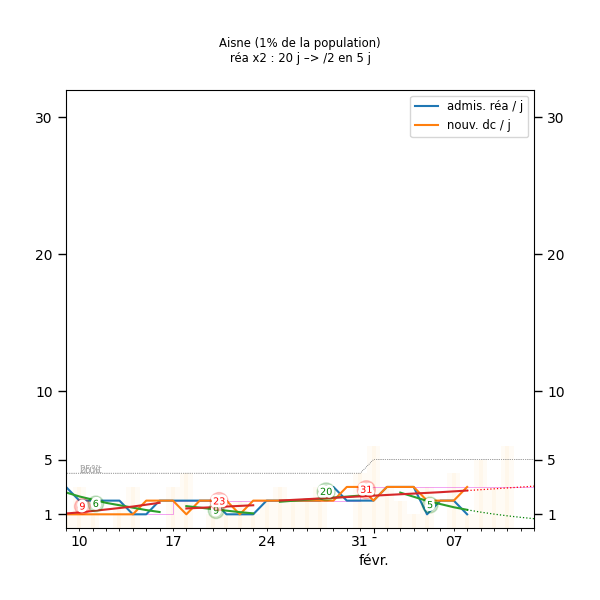 Aisne (1% de la population)
réa x2 : 20 j –> /2 en 5 j
admis. réa / j
nouv. dc / j
30 30
20 20
10 10
5 5
1 1
9 6 23 9 20 31 5
10 17 24 31 - 07
févr.